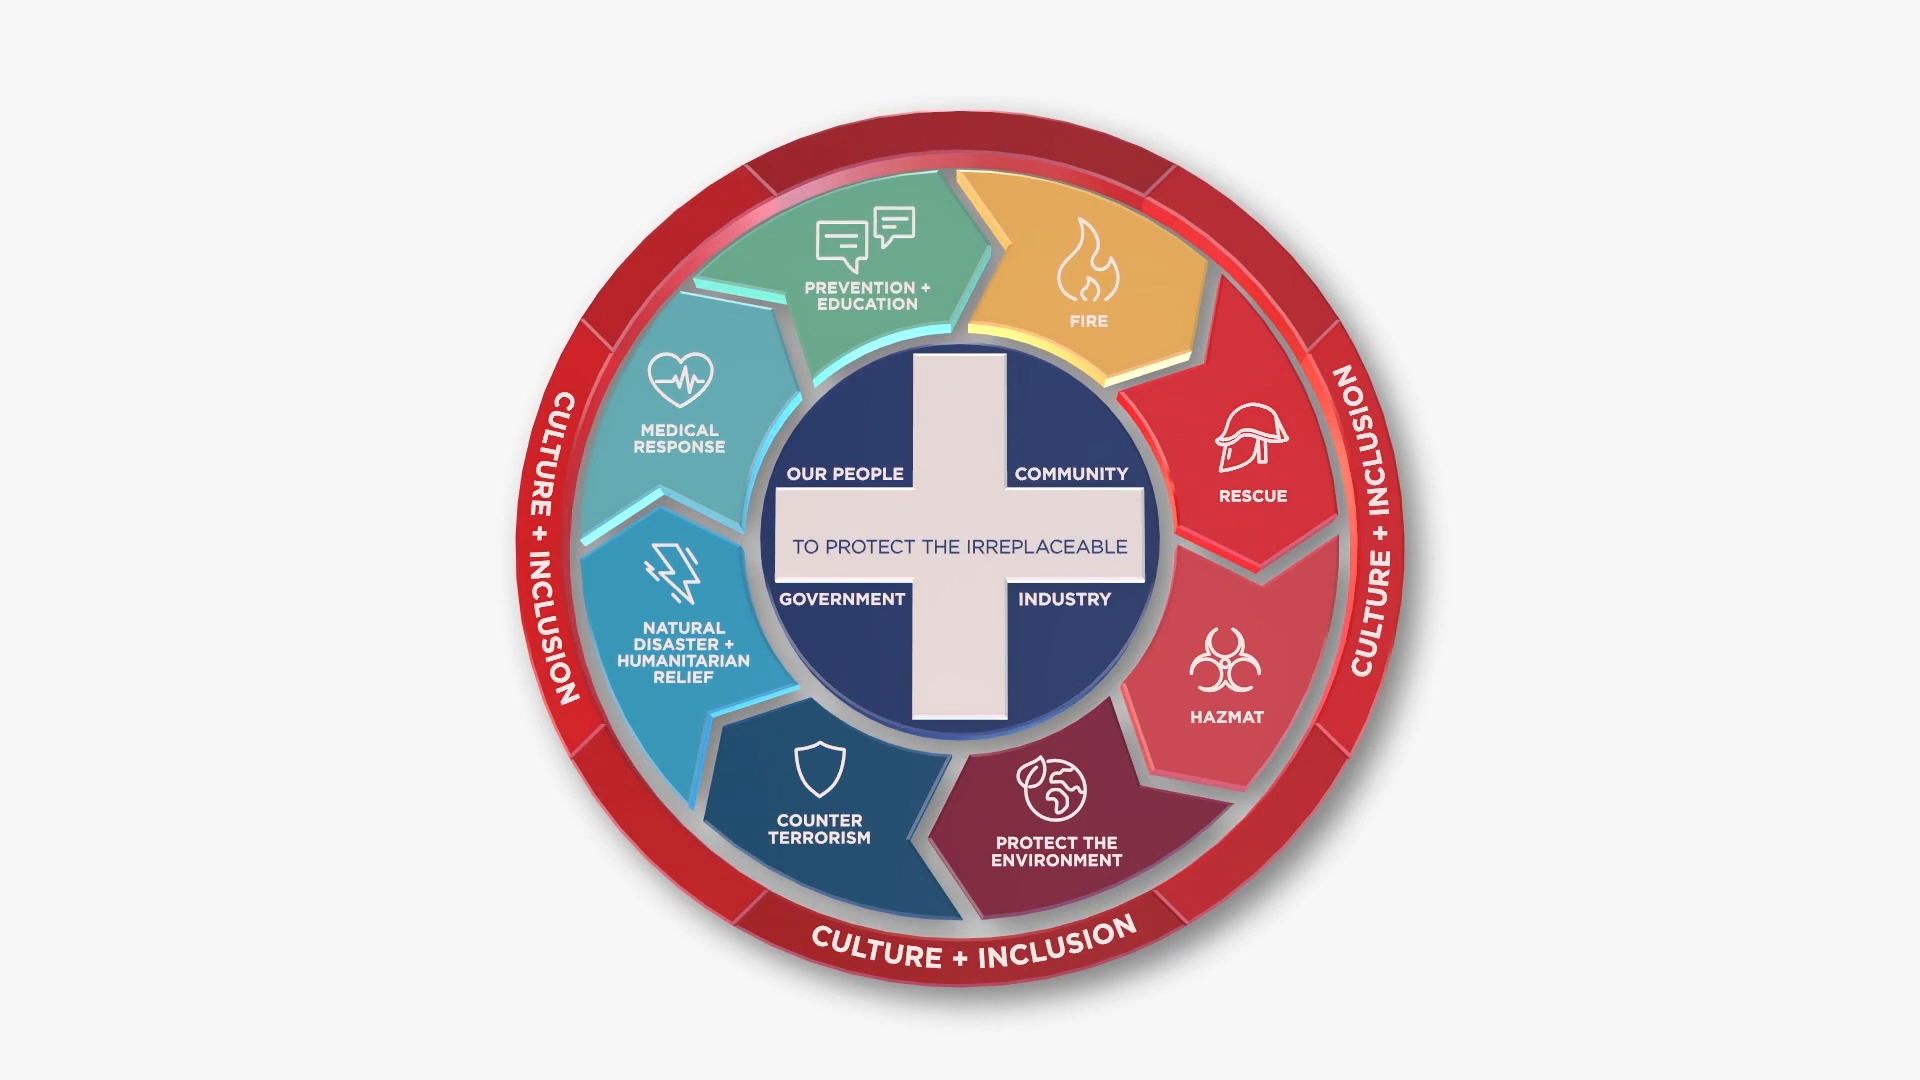 PREVENTION +
EDUCATION
FIRE
RESCUE
HAZMAT
PROTECT THE
ENVIRONMENT
COUNTER
TERRORISM
NATURAL
DISASTER +
HUMANITARIAN
RELIEF
MEDICAL
RESPONSE
OUR PEOPLE
COMMUNITY
TO PROTECT THE IRREPLACEABLE
GOVERNMENT
INDUSTRY
CULTURE + INCLUSION
CULTURE + INCLUSION
CULTURE + INCLUSION